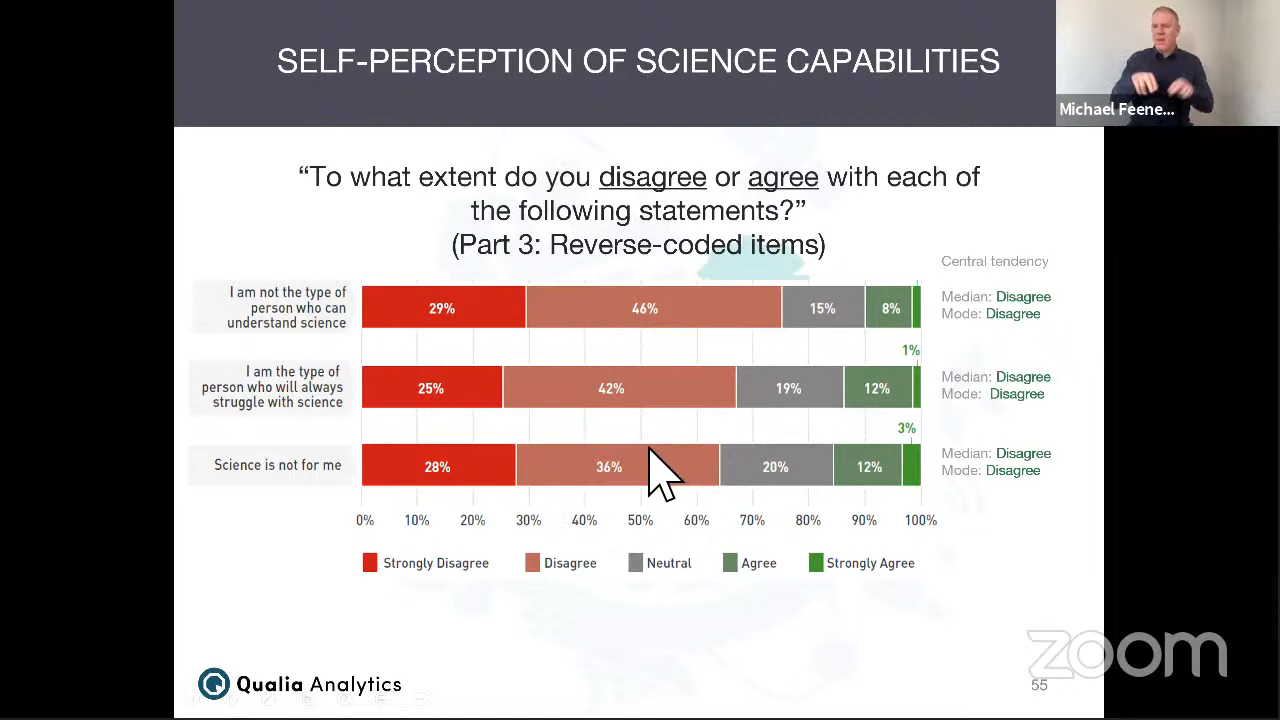 SELF-PERCEPTION OF SCIENCE CAPABILITIES
Michael Feene...
“To what extent do you disagree or agree with each of
the following statements?”
(Part 3: Reverse-coded items)
Central tendency
I am not the type of
person who can
understand science
29% 46% 15% 8%
Median: Disagree
Mode: Disagree
1%
I am the type of
person who will always
struggle with science
25% 42% 19% 12%
Median: Disagree
Mode: Disagree
3%
Science is not for me
28% 36% 20% 12%
Median: Disagree
Mode: Disagree
0% 10% 20% 30% 40% 50% 60% 70% 80% 90% 100%
Strongly Disagree Disagree Neutral Agree Strongly Agree
Qualia Analytics
zoom
55